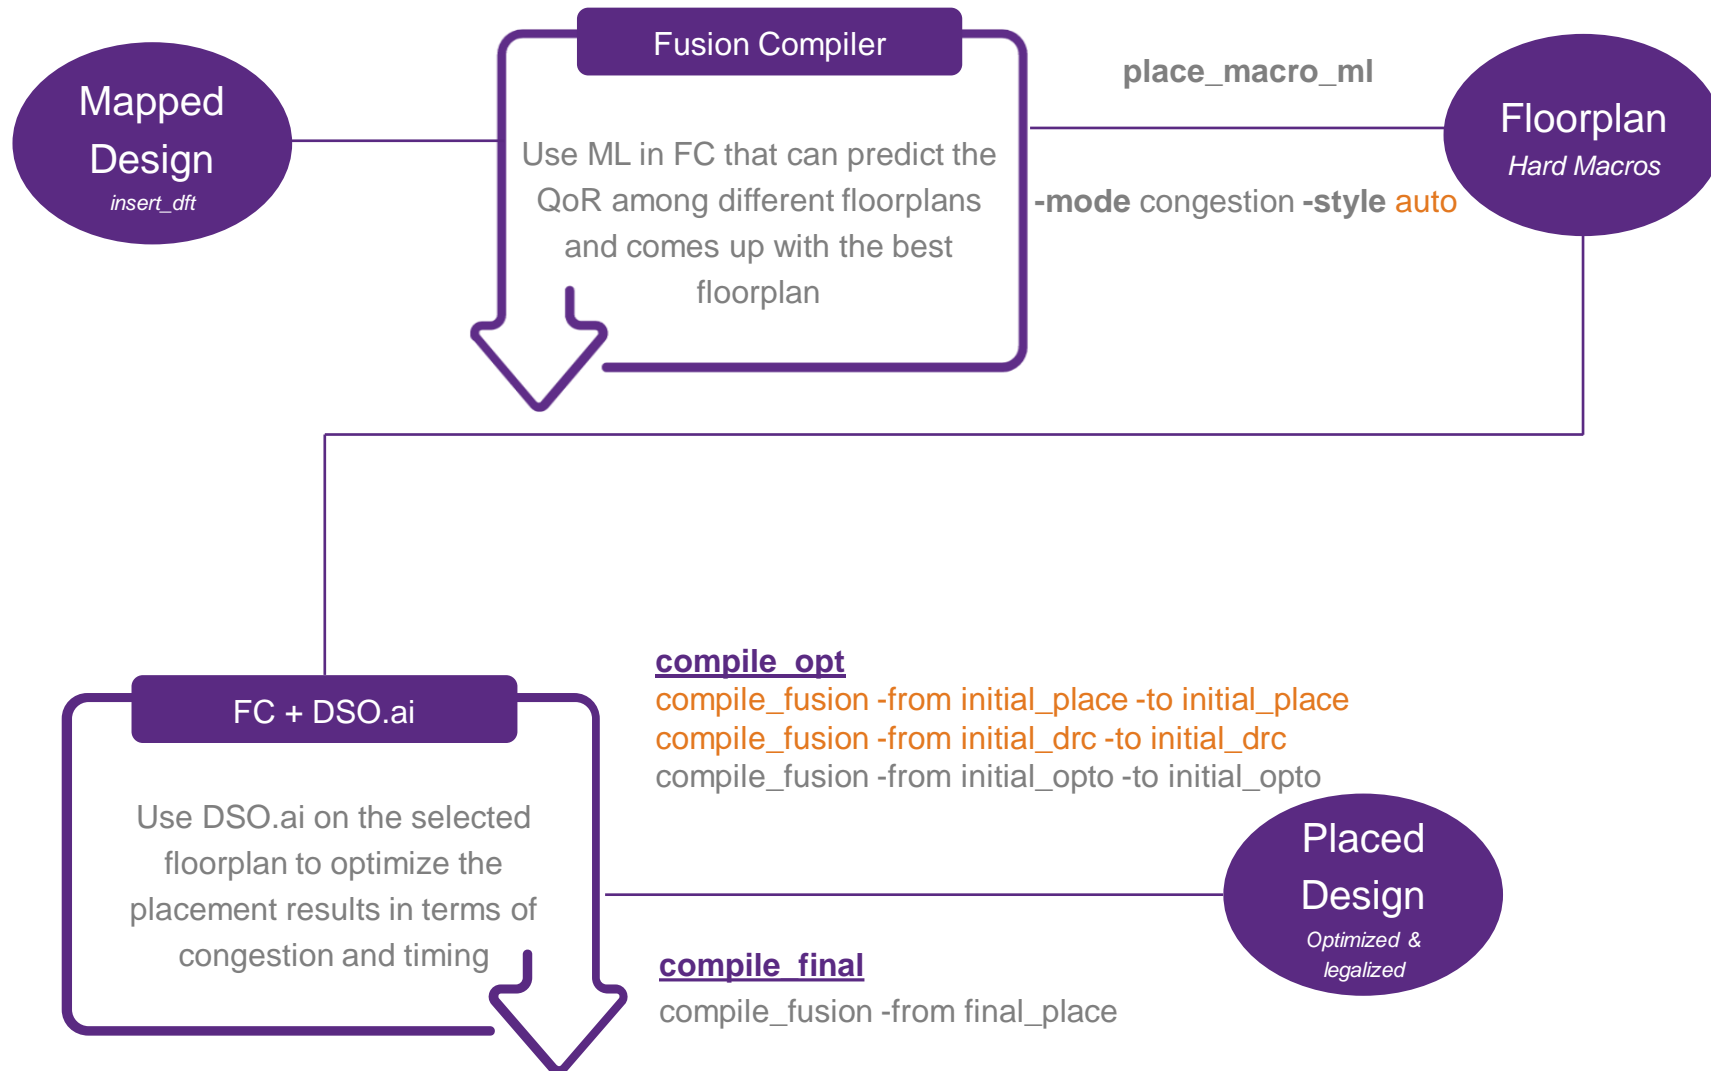 Mapped
Design
insert_dft
Fusion Compiler
Use ML in FC that can predict the
QoR among different floorplans
and comes up with the best
floorplan
place_macro_ml
-mode congestion -style auto
Floorplan
Hard Macros
FC + DSO.ai
Use DSO.ai on the selected
floorplan to optimize the
placement results in terms of
congestion and timing
compile_opt
compile_fusion -from initial_place -to initial_place
compile_fusion -from initial_drc -to initial_drc
compile_fusion -from initial_opto -to initial_opto
Placed
Design
Optimized &
legalized
compile_final
compile_fusion -from final_place